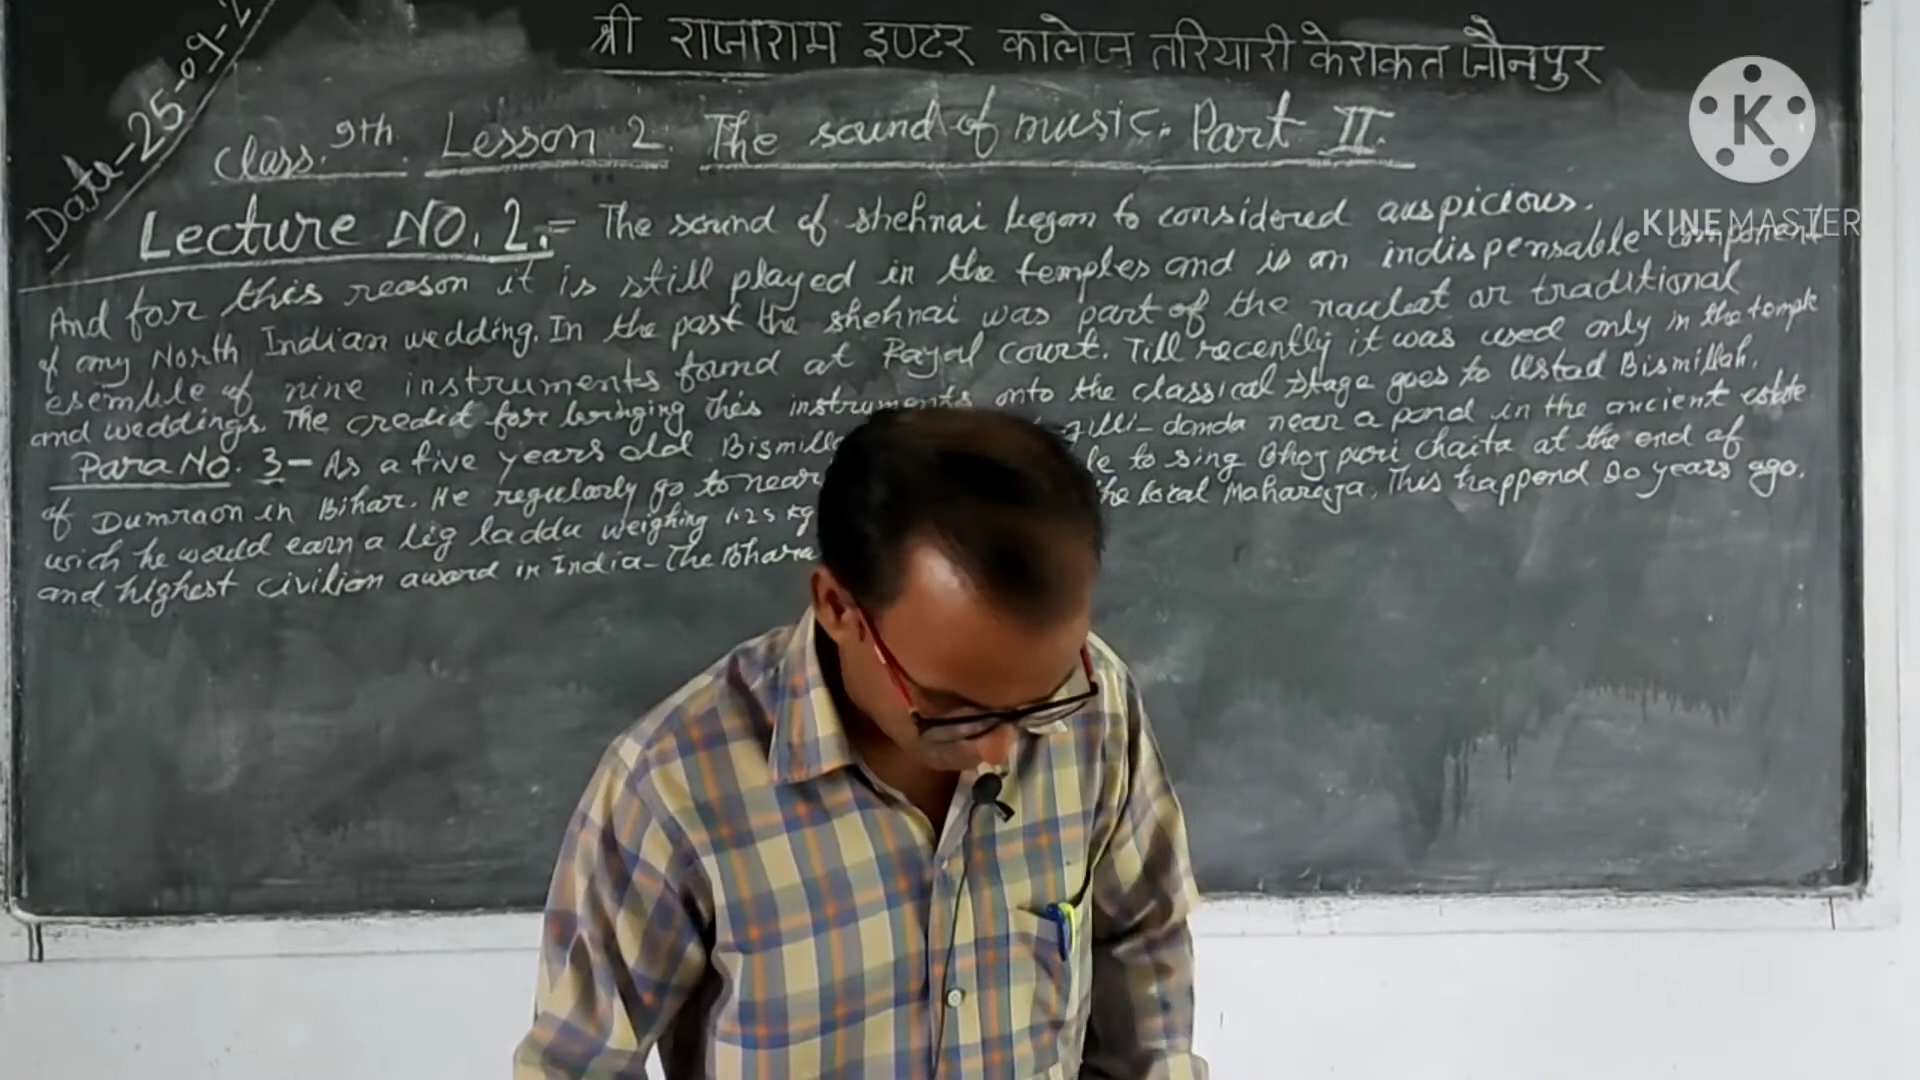 Date-25-09-2
श्री राजाराम इण्टर कालेज तरियारी केराकत जौनपुर
Class. 9th. Lesson 2. The sound of music. Part II.
Lecture NO. 2.= The sound of shehnai began to considered auspicious.
And for this reason it is still played in the temples and is an indispensable component
of any North Indian wedding. In the past the shehnai was part of the naubat or traditional
esemble of nine instruments found at Royal court. Till recently it was used only in the temple
and weddings. The credit for bringing this instruments onto the classical stage goes to Ustad Bismillah.
Para No. 3- As a five years old Bismilla gilli-danda near a pond in the ancient estate
of Dumraon in Bihar. He regularly go to near le to sing Bhojpuri chaita at the end of
wich he would earn a big laddu weighing 1.25 kg the local Maharaja. This happend 80 years ago.
and highest civilian award in India- The Bhara
K
KINEMASTER